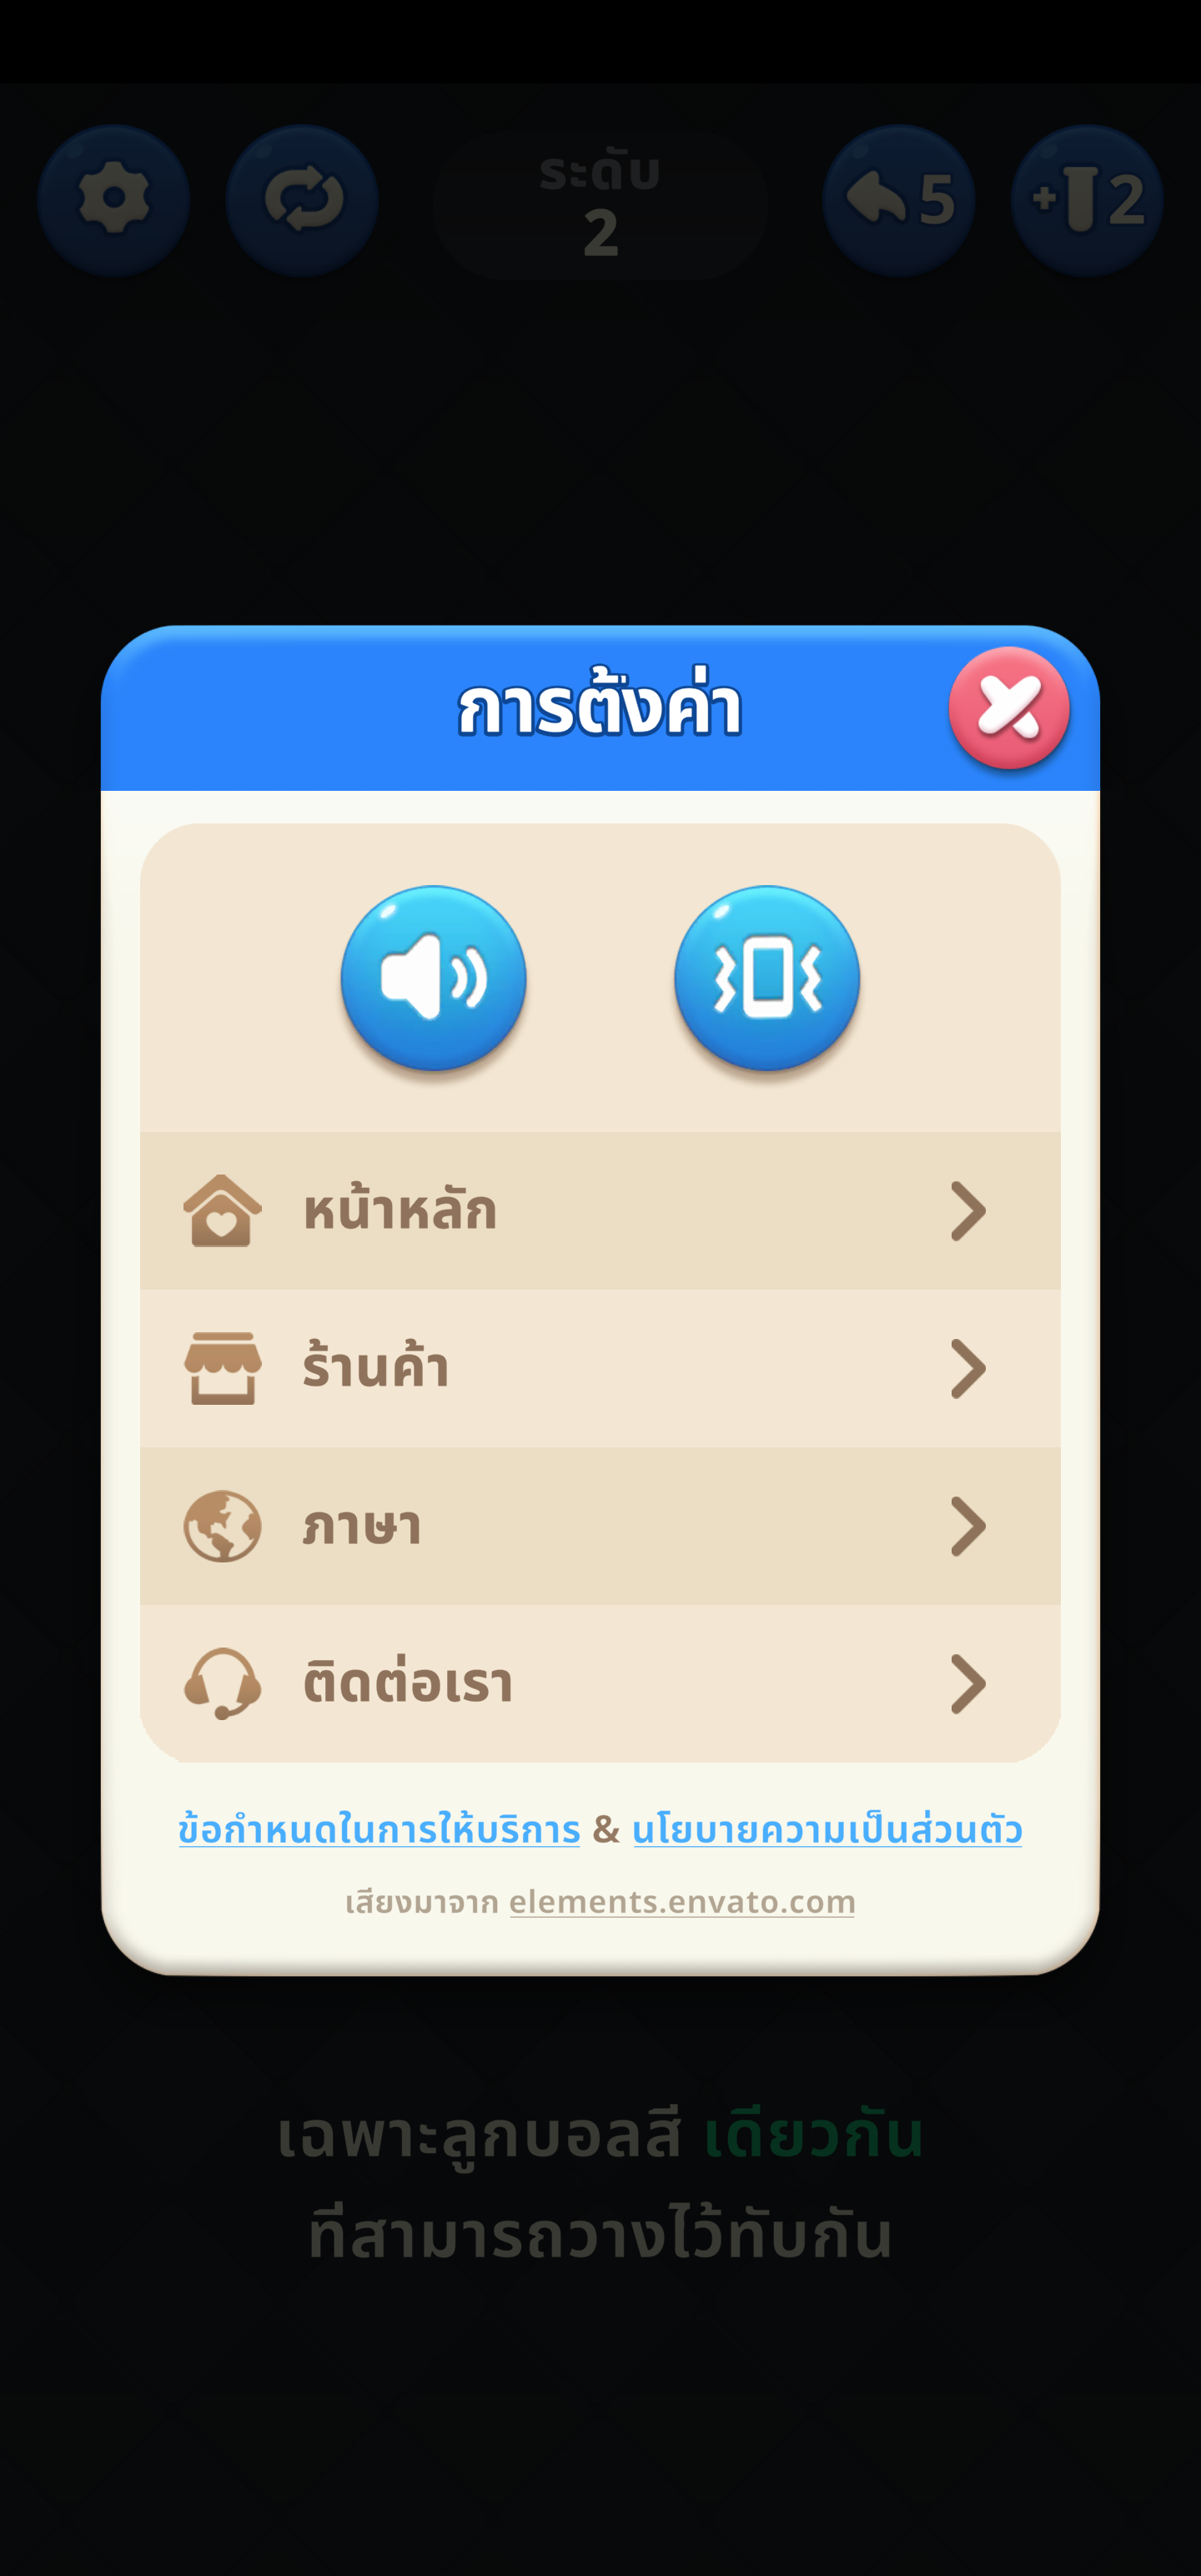 ระดับ
2
5
+ 2
การตั้งค่า
หน้าหลัก
ร้านค้า
ภาษา
ติดต่อเรา
ข้อกำหนดในการให้บริการ & นโยบายความเป็นส่วนตัว
เสียงมาจาก elements.envato.com
เฉพาะลูกบอลสี เดียวกัน
ที่สามารถวางไว้ทับกัน